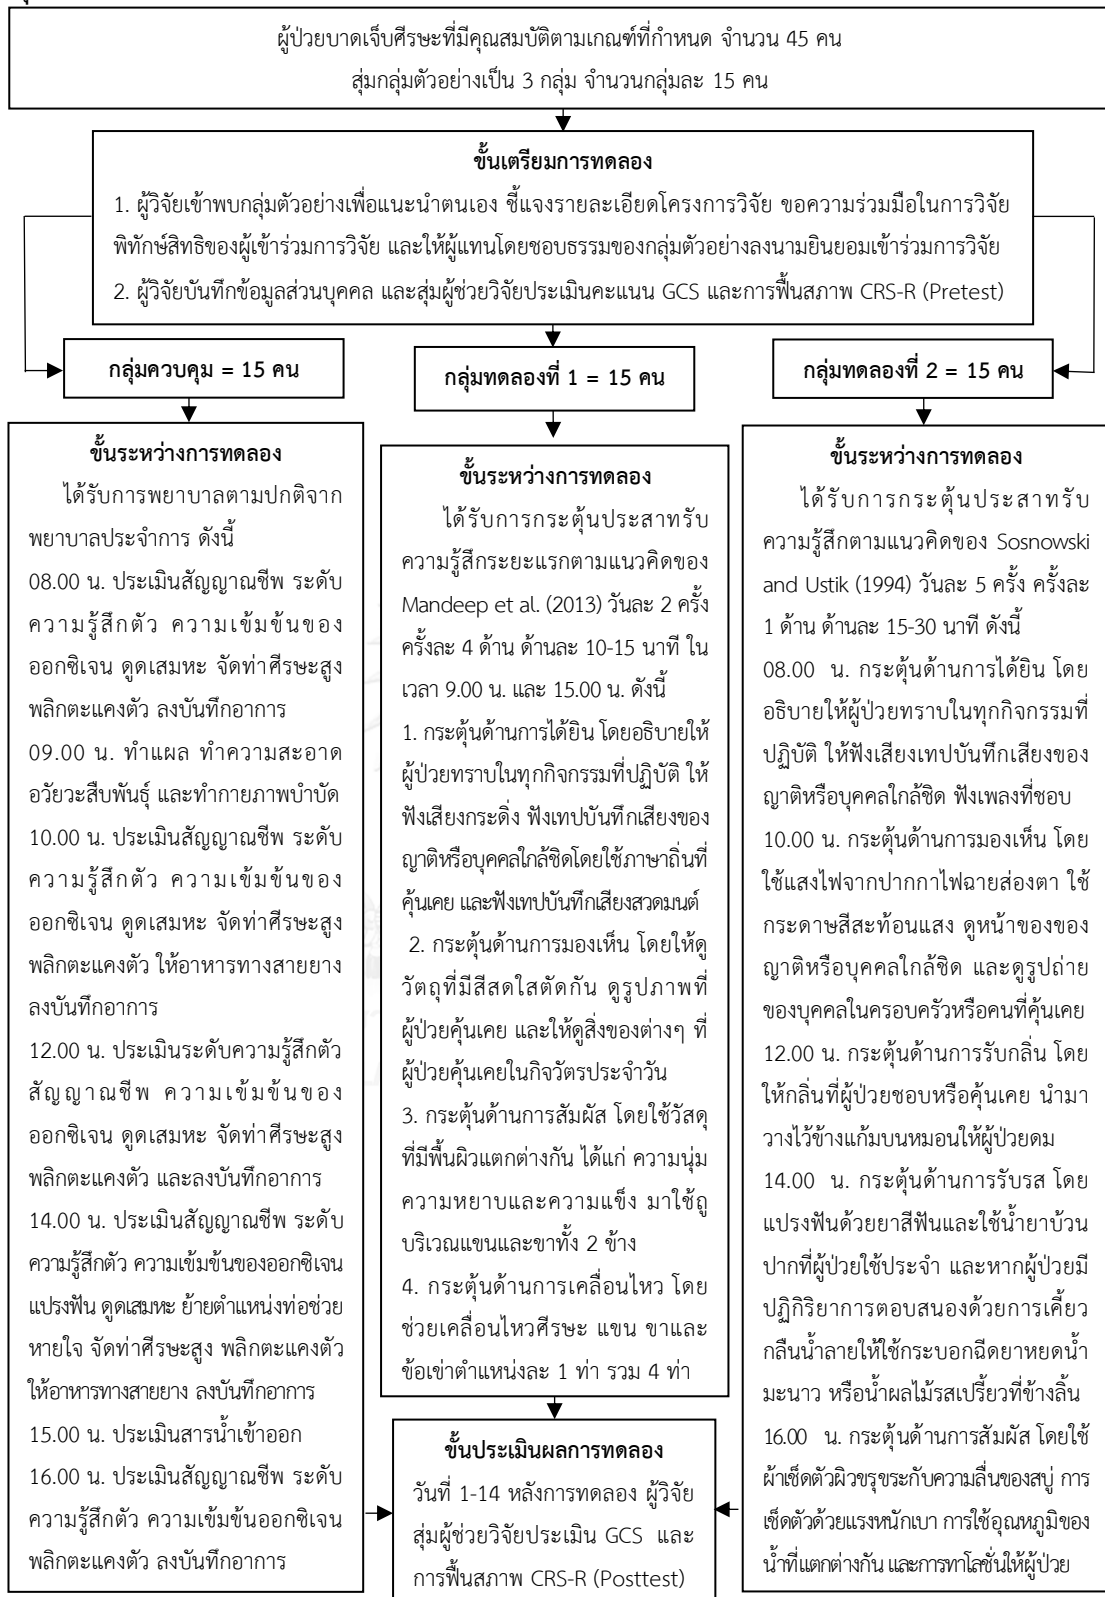 ผู้ป่วยบาดเจ็บศีรษะที่มีคุณสมบัติตามเกณฑ์ที่กำหนด จำนวน 45 คน
สุ่มกลุ่มตัวอย่างเป็น 3 กลุ่ม จำนวนกลุ่มละ 15 คน
ขั้นเตรียมการทดลอง
1. ผู้วิจัยเข้าพบกลุ่มตัวอย่างเพื่อแนะนำตนเอง ชี้แจงรายละเอียดโครงการวิจัย ขอความร่วมมือในการวิจัย
พิทักษ์สิทธิของผู้เข้าร่วมการวิจัย และให้ผู้แทนโดยชอบธรรมของกลุ่มตัวอย่างลงนามยินยอมเข้าร่วมการวิจัย
2. ผู้วิจัยบันทึกข้อมูลส่วนบุคคล และสุ่มผู้ช่วยวิจัยประเมินคะแนน GCS และการฟื้นสภาพ CRS-R (Pretest)
กลุ่มควบคุม = 15 คน
ขั้นระหว่างการทดลอง
ได้รับการพยาบาลตามปกติจาก
พยาบาลประจำการ ดังนี้
08.00 น. ประเมินสัญญาณชีพ ระดับ
ความรู้สึกตัว ความเข้มข้นของ
ออกซิเจน ดูดเสมหะ จัดท่าศีรษะสูง
พลิกตะแคงตัว ลงบันทึกอาการ
09.00 น. ทำแผล ทำความสะอาด
อวัยวะสืบพันธุ์ และทำกายภาพบำบัด
10.00 น. ประเมินสัญญาณชีพ ระดับ
ความรู้สึกตัว ความเข้มข้นของ
ออกซิเจน ดูดเสมหะ จัดท่าศีรษะสูง
พลิกตะแคงตัว ให้อาหารทางสายยาง
ลงบันทึกอาการ
12.00 น. ประเมินระดับความรู้สึกตัว
สัญญาณชีพ ความเข้มข้นของ
ออกซิเจน ดูดเสมหะ จัดท่าศีรษะสูง
พลิกตะแคงตัว และลงบันทึกอาการ
14.00 น. ประเมินสัญญาณชีพ ระดับ
ความรู้สึกตัว ความเข้มข้นของออกซิเจน
แปรงฟัน ดูดเสมหะ ย้ายตำแหน่งท่อช่วย
หายใจ จัดท่าศีรษะสูง พลิกตะแคงตัว
ให้อาหารทางสายยาง ลงบันทึกอาการ
15.00 น. ประเมินสารน้ำเข้าออก
16.00 น. ประเมินสัญญาณชีพ ระดับ
ความรู้สึกตัว ความเข้มข้นออกซิเจน
พลิกตะแคงตัว ลงบันทึกอาการ
กลุ่มทดลองที่ 1 = 15 คน
ขั้นระหว่างการทดลอง
ได้รับการกระตุ้นประสาทรับ
ความรู้สึกระยะแรกตามแนวคิดของ
Mandeep et al. (2013) วันละ 2 ครั้ง
ครั้งละ 4 ด้าน ด้านละ 10-15 นาที ใน
เวลา 9.00 น. และ 15.00 น. ดังนี้
1. กระตุ้นด้านการได้ยิน โดยอธิบายให้
ผู้ป่วยทราบในทุกกิจกรรมที่ปฏิบัติ ให้
ฟังเสียงกระดิ่ง ฟังเทปบันทึกเสียงของ
ญาติหรือบุคคลใกล้ชิดโดยใช้ภาษาถิ่นที่
คุ้นเคย และฟังเทปบันทึกเสียงสวดมนต์
2. กระตุ้นด้านการมองเห็น โดยให้ดู
วัตถุที่มีสีสดใสตัดกัน ดูรูปภาพที่
ผู้ป่วยคุ้นเคย และให้ดูสิ่งของต่างๆ ที่
ผู้ป่วยคุ้นเคยในกิจวัตรประจำวัน
3. กระตุ้นด้านการสัมผัส โดยใช้วัสดุ
ที่มีพื้นผิวแตกต่างกัน ได้แก่ ความนุ่ม
ความหยาบและความแข็ง มาใช้ถู
บริเวณแขนและขาทั้ง 2 ข้าง
4. กระตุ้นด้านการเคลื่อนไหว โดย
ช่วยเคลื่อนไหวศีรษะ แขน ขาและ
ข้อเข่าตำแหน่งละ 1 ท่า รวม 4 ท่า
กลุ่มทดลองที่ 2 = 15 คน
ขั้นระหว่างการทดลอง
ได้รับการกระตุ้นประสาทรับ
ความรู้สึกตามแนวคิดของ Sosnowski
and Ustik (1994) วันละ 5 ครั้ง ครั้งละ
1 ด้าน ด้านละ 15-30 นาที ดังนี้
08.00 น. กระตุ้นด้านการได้ยิน โดย
อธิบายให้ผู้ป่วยทราบในทุกกิจกรรมที่
ปฏิบัติ ให้ฟังเสียงเทปบันทึกเสียงของ
ญาติหรือบุคคลใกล้ชิด ฟังเพลงที่ชอบ
10.00 น. กระตุ้นด้านการมองเห็น โดย
ใช้แสงไฟจากปากกาไฟฉายส่องตา ใช้
กระดาษสีสะท้อนแสง ดูหน้าของของ
ญาติหรือบุคคลใกล้ชิด และดูรูปถ่าย
ของบุคคลในครอบครัวหรือคนที่คุ้นเคย
12.00 น. กระตุ้นด้านการรับกลิ่น โดย
ให้กลิ่นที่ผู้ป่วยชอบหรือคุ้นเคย นำมา
วางไว้ข้างแก้มบนหมอนให้ผู้ป่วยดม
14.00 น. กระตุ้นด้านการรับรส โดย
แปรงฟันด้วยยาสีฟันและใช้น้ำยาบ้วน
ปากที่ผู้ป่วยใช้ประจำ และหากผู้ป่วยมี
ปฏิกิริยาการตอบสนองด้วยการเคี้ยว
กลืนน้ำลายให้ใช้กระบอกฉีดยาหยดน้ำ
มะนาว หรือน้ำผลไม้รสเปรี้ยวที่ข้างลิ้น
16.00 น. กระตุ้นด้านการสัมผัส โดยใช้
ผ้าเช็ดตัวผิวขรุขระกับความลื่นของสบู่ การ
เช็ดตัวด้วยแรงหนักเบา การใช้อุณหภูมิของ
น้ำที่แตกต่างกัน และการทาโลชั่นให้ผู้ป่วย
ขั้นประเมินผลการทดลอง
วันที่ 1-14 หลังการทดลอง ผู้วิจัย
สุ่มผู้ช่วยวิจัยประเมิน GCS และ
การฟื้นสภาพ CRS-R (Posttest)